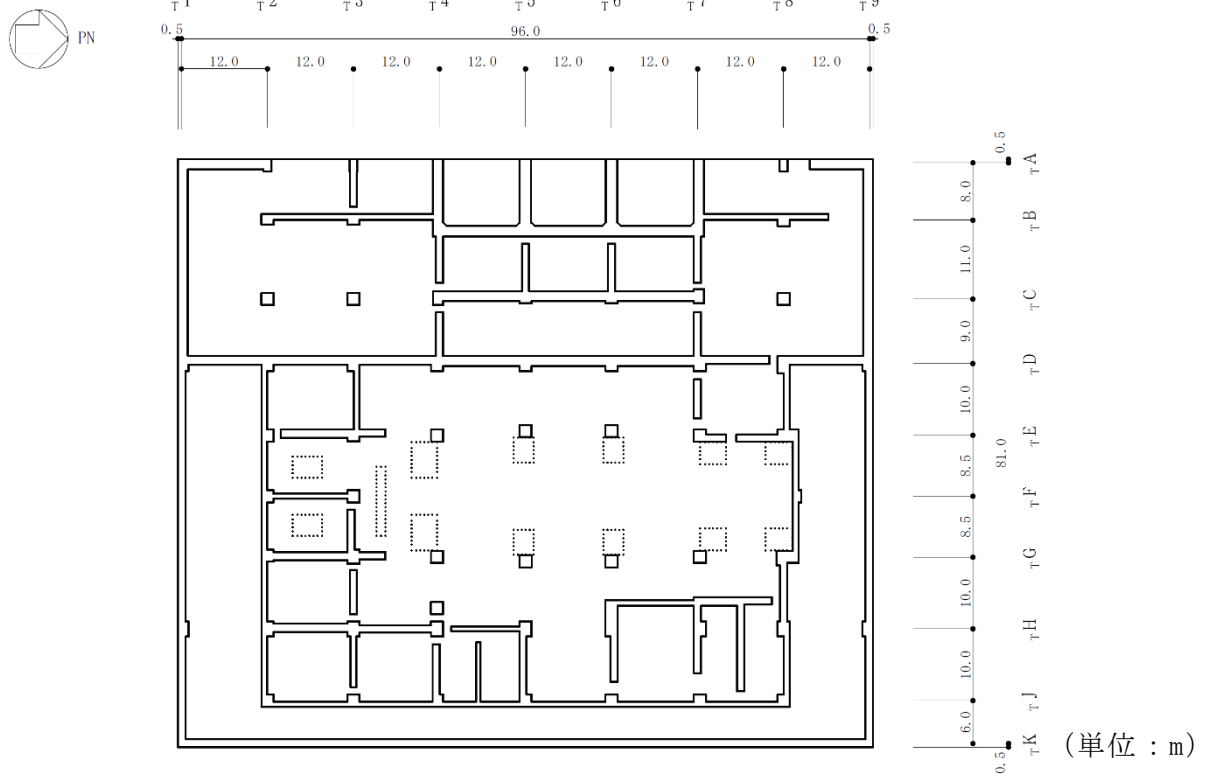 T1 T2 T3 T4 T5 T6 T7 T8 T9
PN
0.5 96.0 0.5
12.0 12.0 12.0 12.0 12.0 12.0 12.0 12.0
0.5
TA
8.0
TB
11.0
TC
9.0
TD
10.0
TE
8.5
81.0
TF
8.5
TG
10.0
TH
10.0
TJ
6.0
TK
0.5
(単位:m)